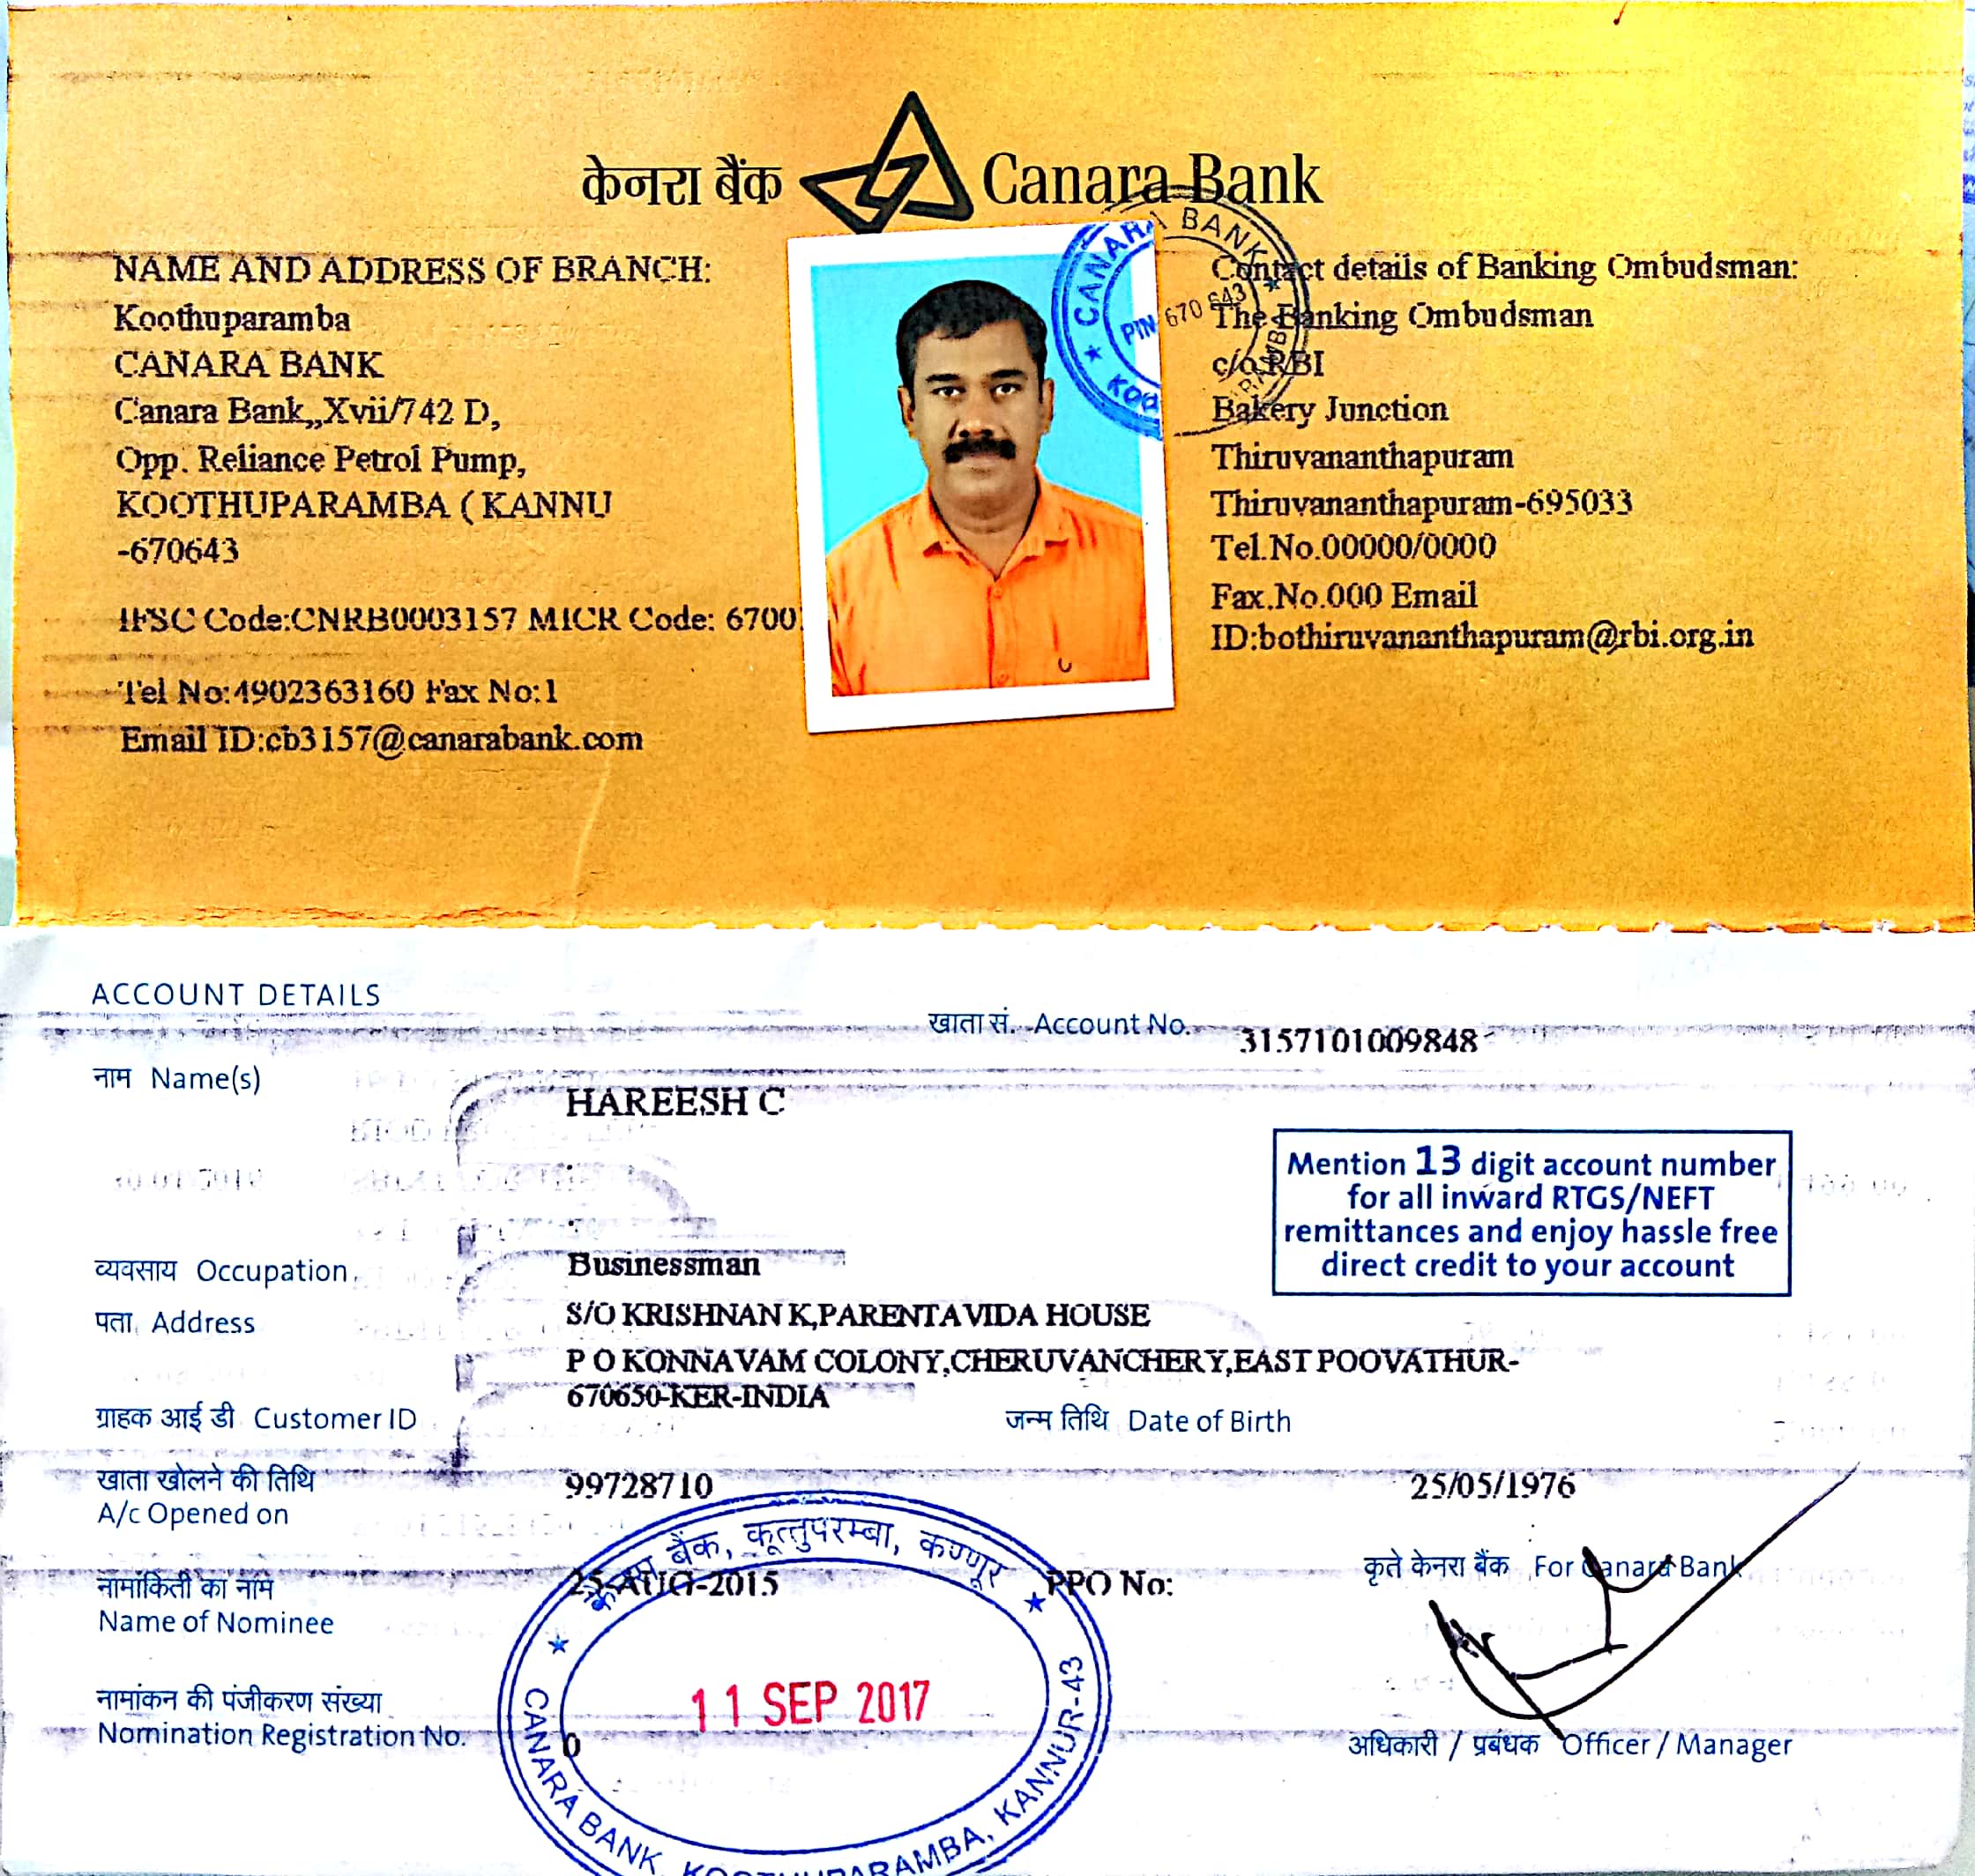 केनरा बैंक Canara Bank
NAME AND ADDRESS OF BRANCH:
Koothuparamba
CANARA BANK
Canara Bank,,Xvii/742 D,
Opp. Reliance Petrol Pump,
KOOTHUPARAMBA ( KANNU
-670643
IFSC Code:CNRB0003157 MICR Code: 6700
Tel No:4902363160 Fax No:1
Email ID:cb3157@canarabank.com
CANARA BANK
PIN 670 643
Contact details of Banking Ombudsman:
The Banking Ombudsman
c/o RBI
Bakery Junction
Thiruvananthapuram
Thiruvananthapuram-695033
Tel.No.00000/0000
Fax.No.000 Email
ID:bothiruvananthapuram@rbi.org.in
ACCOUNT DETAILS
खाता सं. Account No. 3157101009848
नाम Name(s) HAREESH C
Mention 13 digit account number
for all inward RTGS/NEFT
remittances and enjoy hassle free
direct credit to your account
व्यवसाय Occupation Businessman
पता Address S/O KRISHNAN K,PARENTAVIDA HOUSE
P O KONNAVAM COLONY,CHERUVANCHERY,EAST POOVATHUR-
670650-KER-INDIA
ग्राहक आई डी Customer ID जन्म तिथि Date of Birth
99728710 25/05/1976
खाता खोलने की तिथि
A/c Opened on
25-AUG-2015 PPO No:
कृते केनरा बैंक For Canara Bank
नामांकिती का नाम
Name of Nominee
नामांकन की पंजीकरण संख्या
Nomination Registration No. 0
केनरा बैंक, कूत्तुपरम्बा, कण्णूर
11 SEP 2017
CANARA BANK, KOOTHUPARAMBA, KANNUR-43
अधिकारी / प्रबंधक Officer / Manager